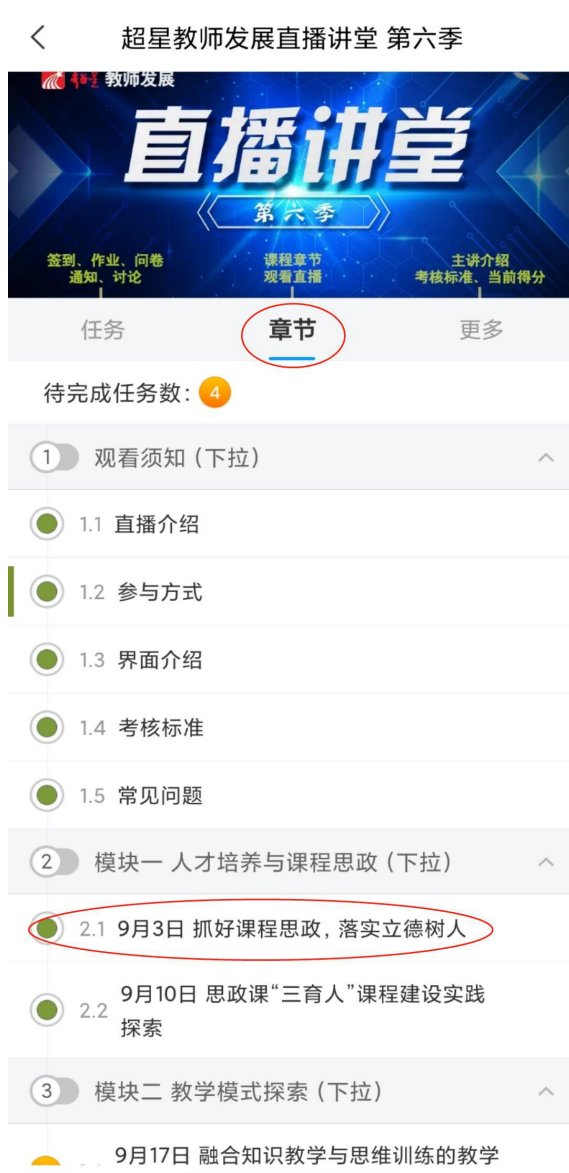 超星教师发展直播讲堂 第六季
超星 教师发展
直播讲堂
第六季
签到、作业、问卷
通知、讨论
课程章节
观看直播
主讲介绍
考核标准、当前得分
任务
章节
更多
待完成任务数：4
1 观看须知（下拉）
1.1 直播介绍
1.2 参与方式
1.3 界面介绍
1.4 考核标准
1.5 常见问题
2 模块一 人才培养与课程思政（下拉）
2.1 9月3日 抓好课程思政，落实立德树人
2.2 9月10日 思政课“三育人”课程建设实践
探索
3 模块二 教学模式探索（下拉）
9月17日 融合知识教学与思维训练的教学